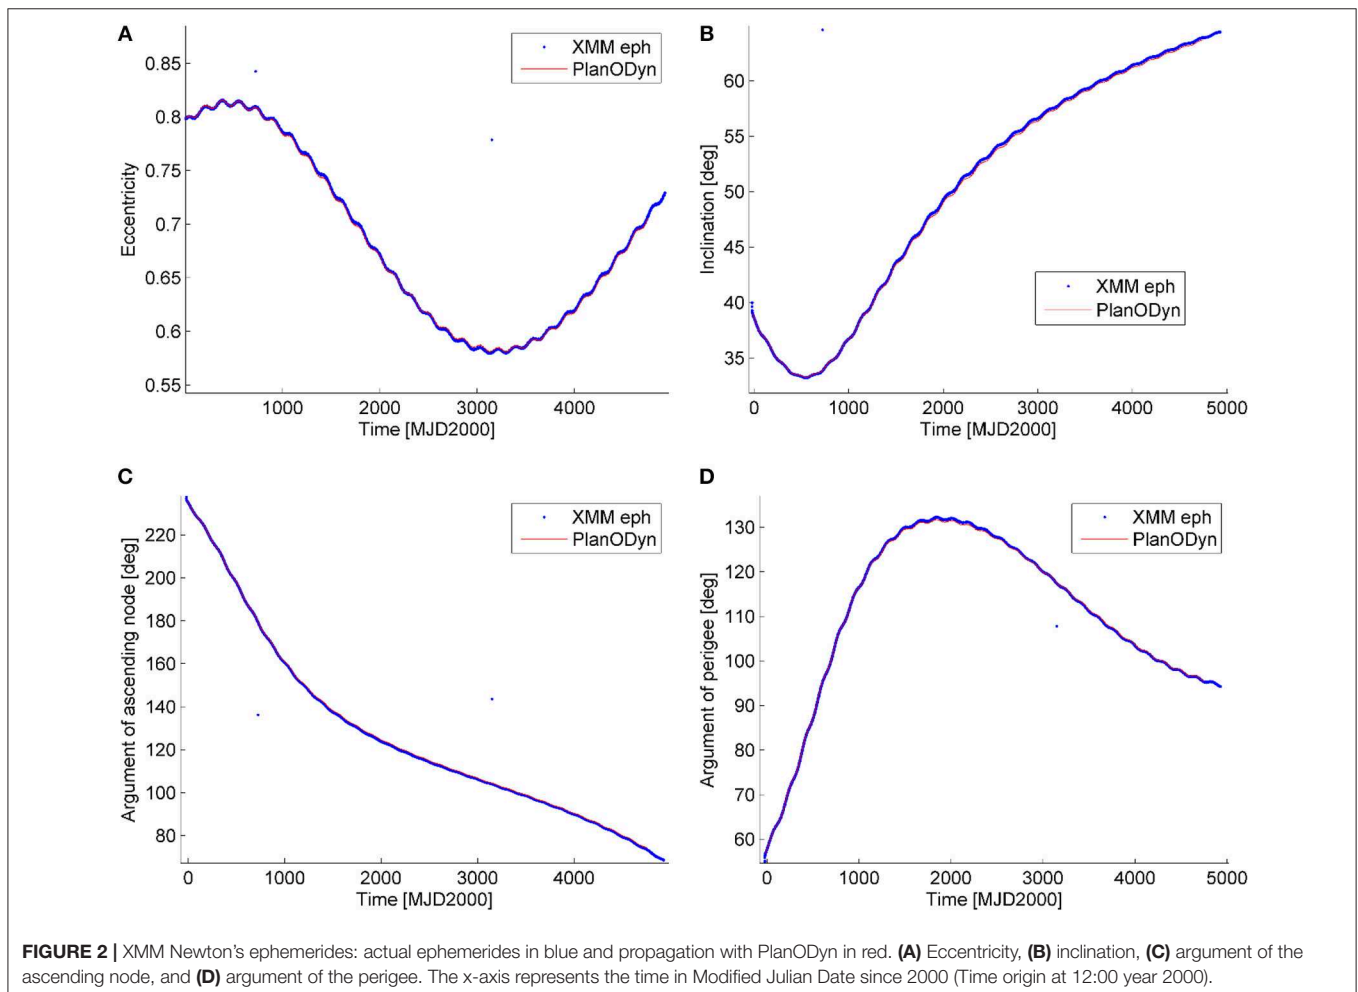 A
XMM eph
PlanODyn
0.85
0.8
0.75
0.7
0.65
0.6
0.55
Eccentricity
1000 2000 3000 4000
Time [MJD2000]
B
60
55
50
45
40
35
Inclination [deg]
XMM eph
PlanODyn
0 1000 2000 3000 4000 5000
Time [MJD2000]
C
XMM eph
PlanODyn
220
200
180
160
140
120
100
80
Argument of ascending node [deg]
0 1000 2000 3000 4000
Time [MJD2000]
D
XMM eph
PlanODyn
130
120
110
100
90
80
70
60
Argument of perigee [deg]
0 1000 2000 3000 4000 5000
Time [MJD2000]
FIGURE 2 | XMM Newton's ephemerides: actual ephemerides in blue and propagation with PlanODyn in red. (A) Eccentricity, (B) inclination, (C) argument of the
ascending node, and (D) argument of the perigee. The x-axis represents the time in Modified Julian Date since 2000 (Time origin at 12:00 year 2000).